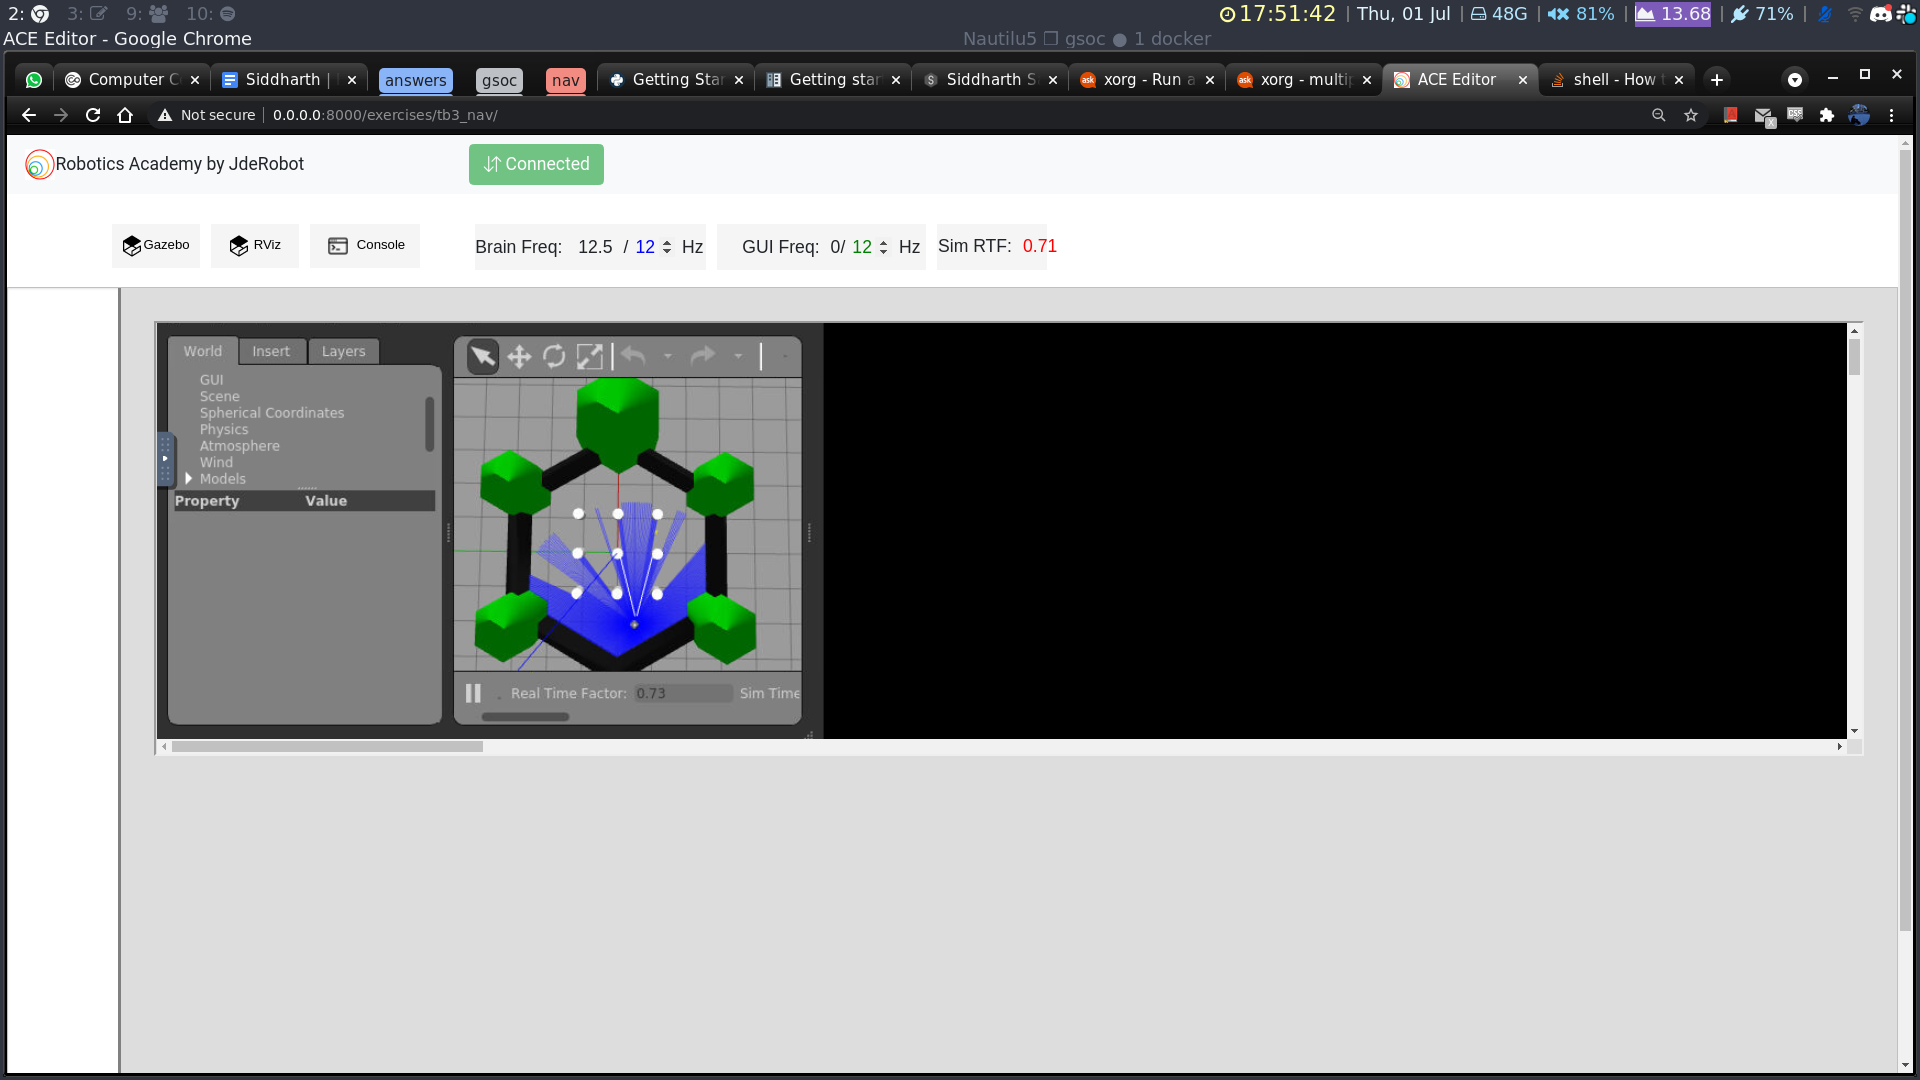 2: 3: 9: 10: 17:51:42 Thu, 01 Jul 48G 81% 13.68 71%
ACE Editor - Google Chrome Nautilu5 gsoc 1 docker
Computer C Siddharth | answers gsoc nav Getting Star Getting star Siddharth S xorg - Run a xorg - multip ACE Editor shell - How t
Not secure 0.0.0.0:8000/exercises/tb3_nav/
Robotics Academy by JdeRobot Connected
Gazebo RViz Console Brain Freq: 12.5 / 12 Hz GUI Freq: 0/ 12 Hz Sim RTF: 0.71
World Insert Layers
GUI
Scene
Spherical Coordinates
Physics
Atmosphere
Wind
Models
Property Value
Real Time Factor: 0.73 Sim Time